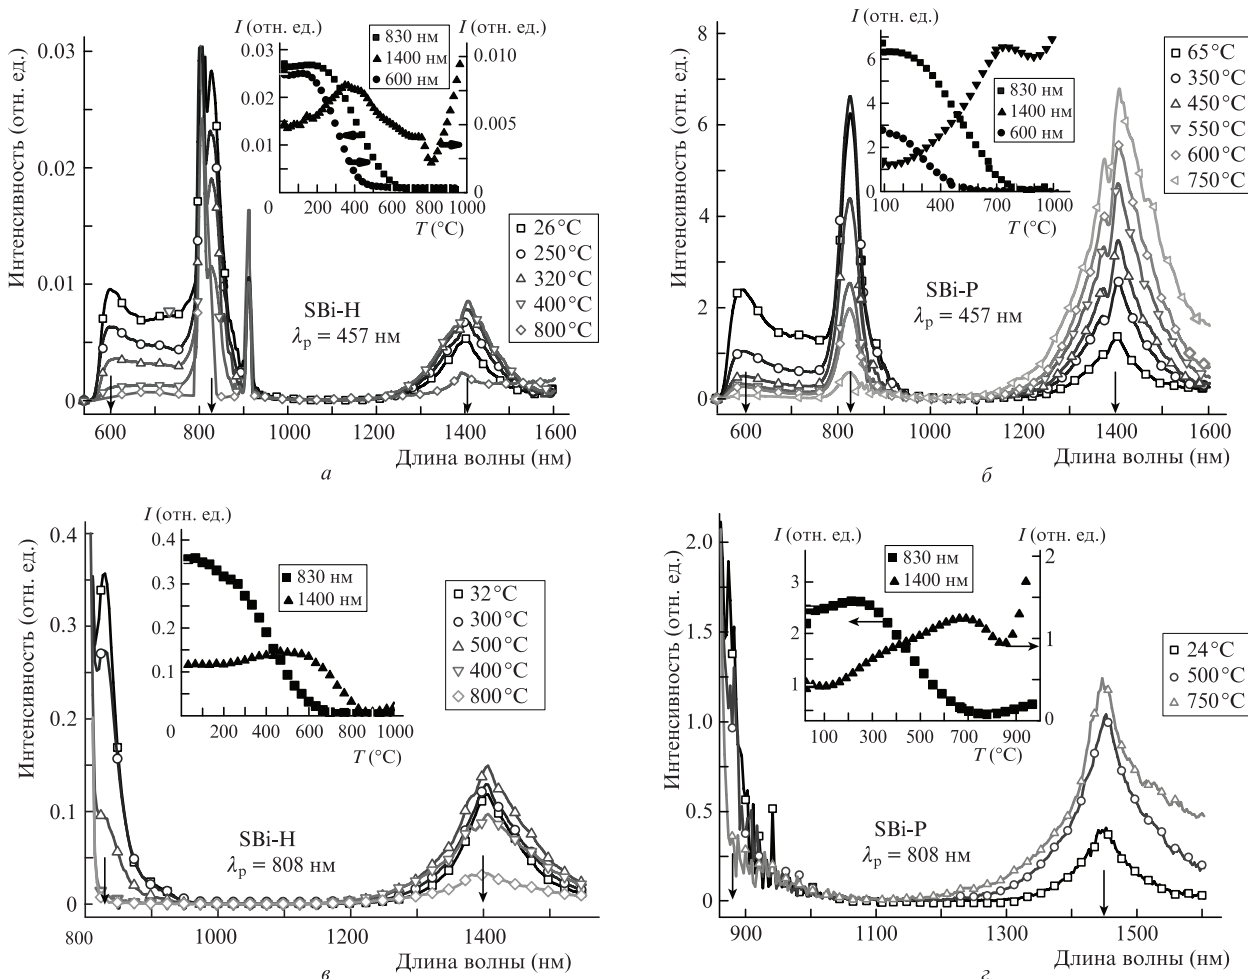 I (отн. ед.)
I (отн. ед.)
830 нм
1400 нм
600 нм
0.03
0.02
0.01
0
0.010
0.005
0
0 200 400 600 800 1000
T (°C)
Интенсивность (отн. ед.)
0.03
0.02
0.01
0
26 °C
250 °C
320 °C
400 °C
800 °C
SBi-H
λp = 457 нм
600 800 1000 1200 1400 1600
Длина волны (нм)
а
I (отн. ед.)
830 нм
1400 нм
600 нм
6
4
2
0
100 400 700 1000
T (°C)
Интенсивность (отн. ед.)
8
6
4
2
0
65 °C
350 °C
450 °C
550 °C
600 °C
750 °C
SBi-P
λp = 457 нм
600 800 1000 1200 1400 1600
Длина волны (нм)
б
I (отн. ед.)
830 нм
1400 нм
0.4
0.3
0.1
0
0 200 400 600 800 1000
T (°C)
Интенсивность (отн. ед.)
0.4
0.3
0.2
0.1
0
32 °C
300 °C
500 °C
400 °C
800 °C
SBi-H
λp = 808 нм
800 1000 1200 1400
Длина волны (нм)
в
I (отн. ед.)
I (отн. ед.)
830 нм
1400 нм
3
2
1
2
1
0
100 300 500 700 900
T (°C)
Интенсивность (отн. ед.)
2.0
1.5
1.0
0.5
0
24 °C
500 °C
750 °C
SBi-P
λp = 808 нм
900 1100 1300 1500
Длина волны (нм)
г